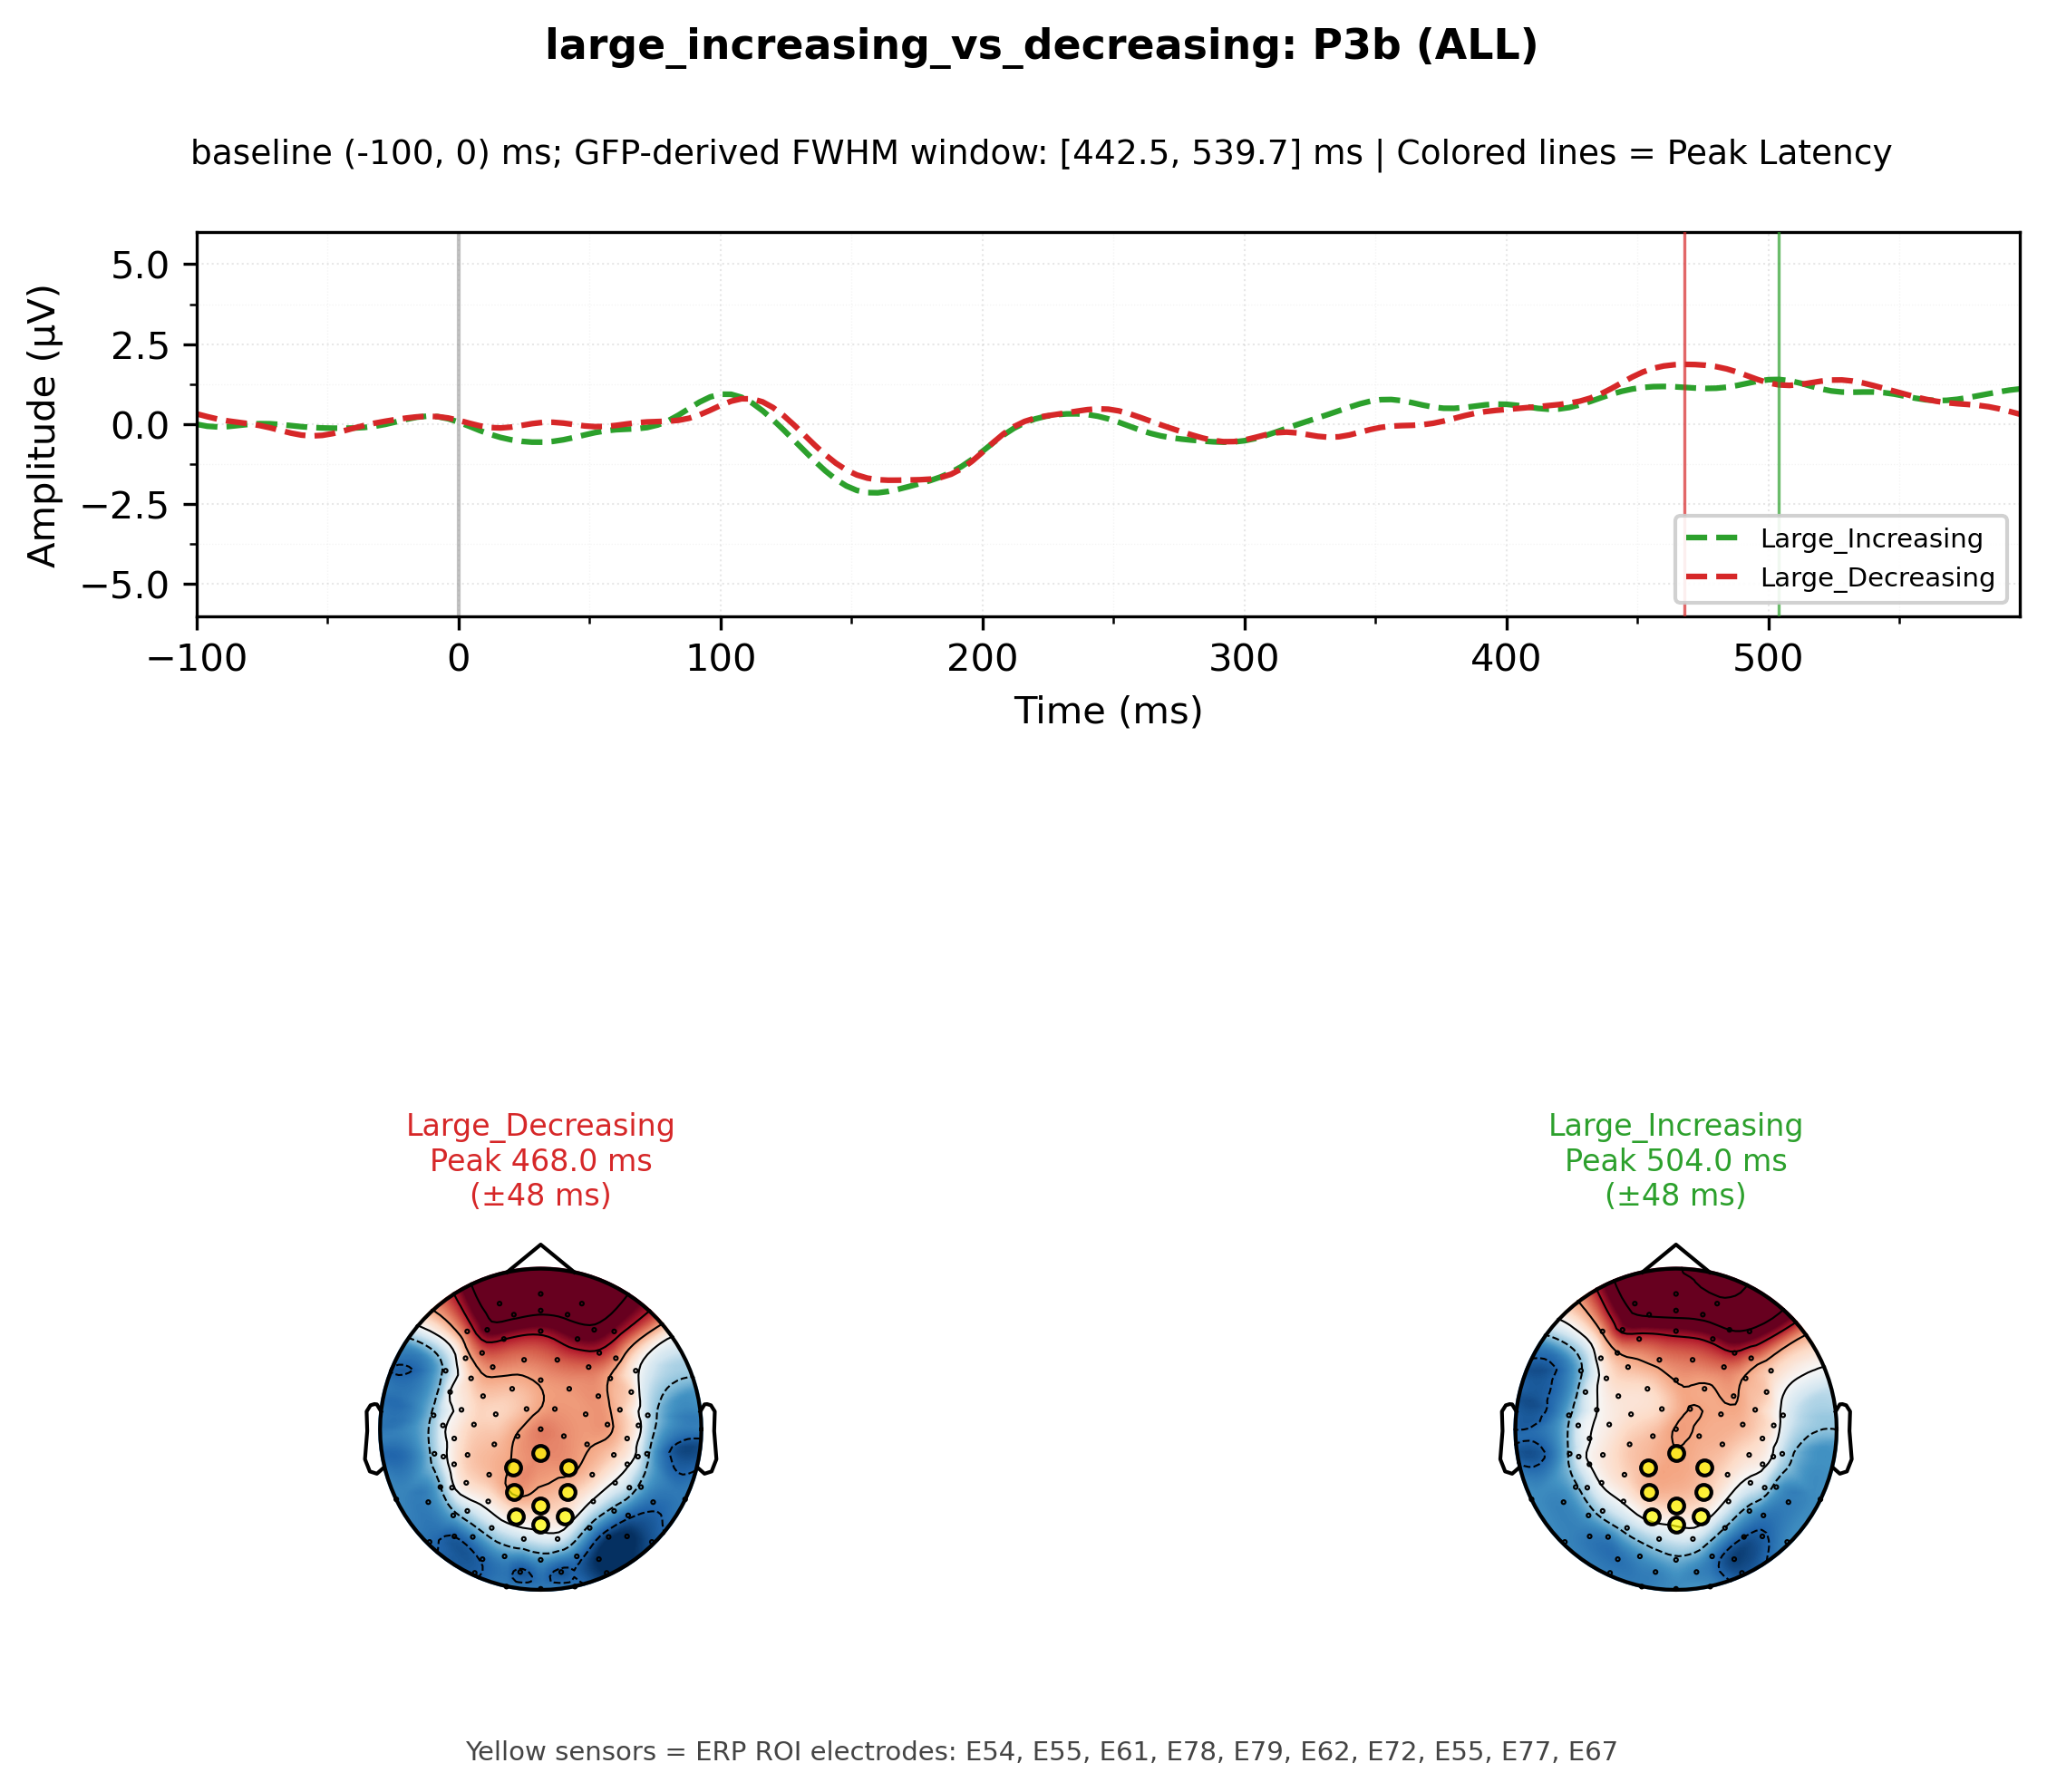 large_increasing_vs_decreasing: P3b (ALL)
baseline (-100, 0) ms; GFP-derived FWHM window: [442.5, 539.7] ms | Colored lines = Peak Latency
Amplitude (µV)
5.0
2.5
0.0
−2.5
−5.0
Large_Increasing
Large_Decreasing
−100
0
100
200
300
400
500
Time (ms)
Large_Decreasing
Peak 468.0 ms
(±48 ms)
Large_Increasing
Peak 504.0 ms
(±48 ms)
Yellow sensors = ERP ROI electrodes: E54, E55, E61, E78, E79, E62, E72, E55, E77, E67